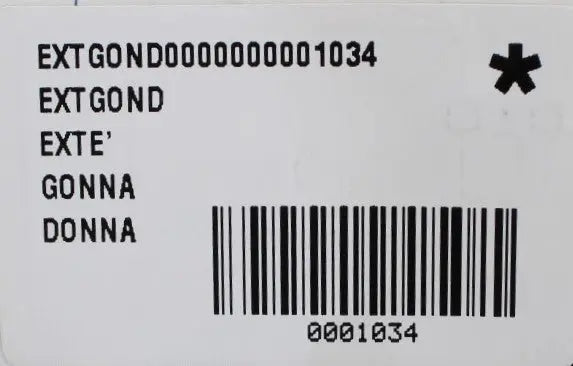 EXTGOND0000000001034
EXTGOND
EXTE'
GONNA
DONNA
0001034